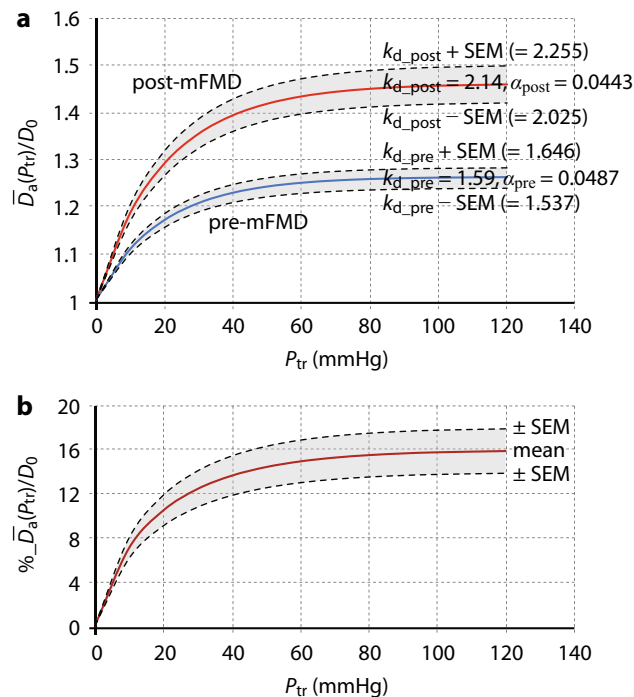 a
1.6
1.5
1.4
1.3
1.2
1.1
1
D̅a(Ptr)/D0
post-mFMD
pre-mFMD
kd_post + SEM (= 2.255)
kd_post = 2.14, αpost = 0.0443
kd_post − SEM (= 2.025)
kd_pre + SEM (= 1.646)
kd_pre = 1.59, αpre = 0.0487
kd_pre − SEM (= 1.537)
0 20 40 60 80 100 120 140
Ptr (mmHg)
b
20
16
12
8
4
0
%_D̅a(Ptr)/D0
± SEM
mean
± SEM
0 20 40 60 80 100 120 140
Ptr (mmHg)